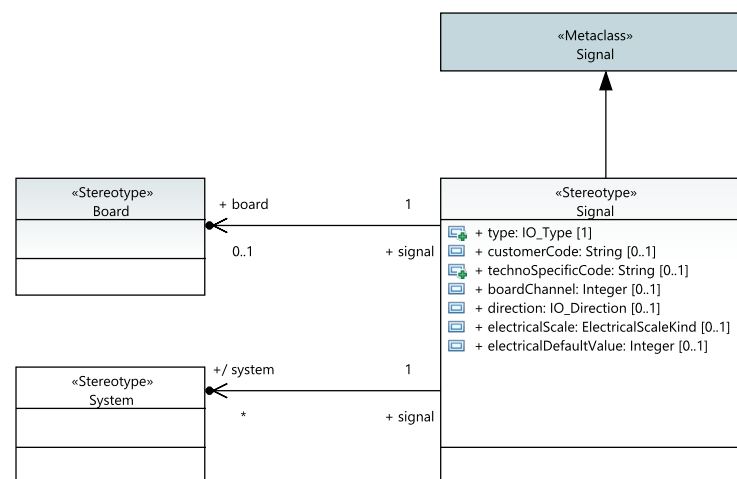 «Metaclass»
Signal
«Stereotype»
Board
+ board
1
0..1
+ signal
«Stereotype»
Signal
+ type: IO_Type [1]
+ customerCode: String [0..1]
+ technoSpecificCode: String [0..1]
+ boardChannel: Integer [0..1]
+ direction: IO_Direction [0..1]
+ electricalScale: ElectricalScaleKind [0..1]
+ electricalDefaultValue: Integer [0..1]
«Stereotype»
System
+/ system
1
*
+ signal